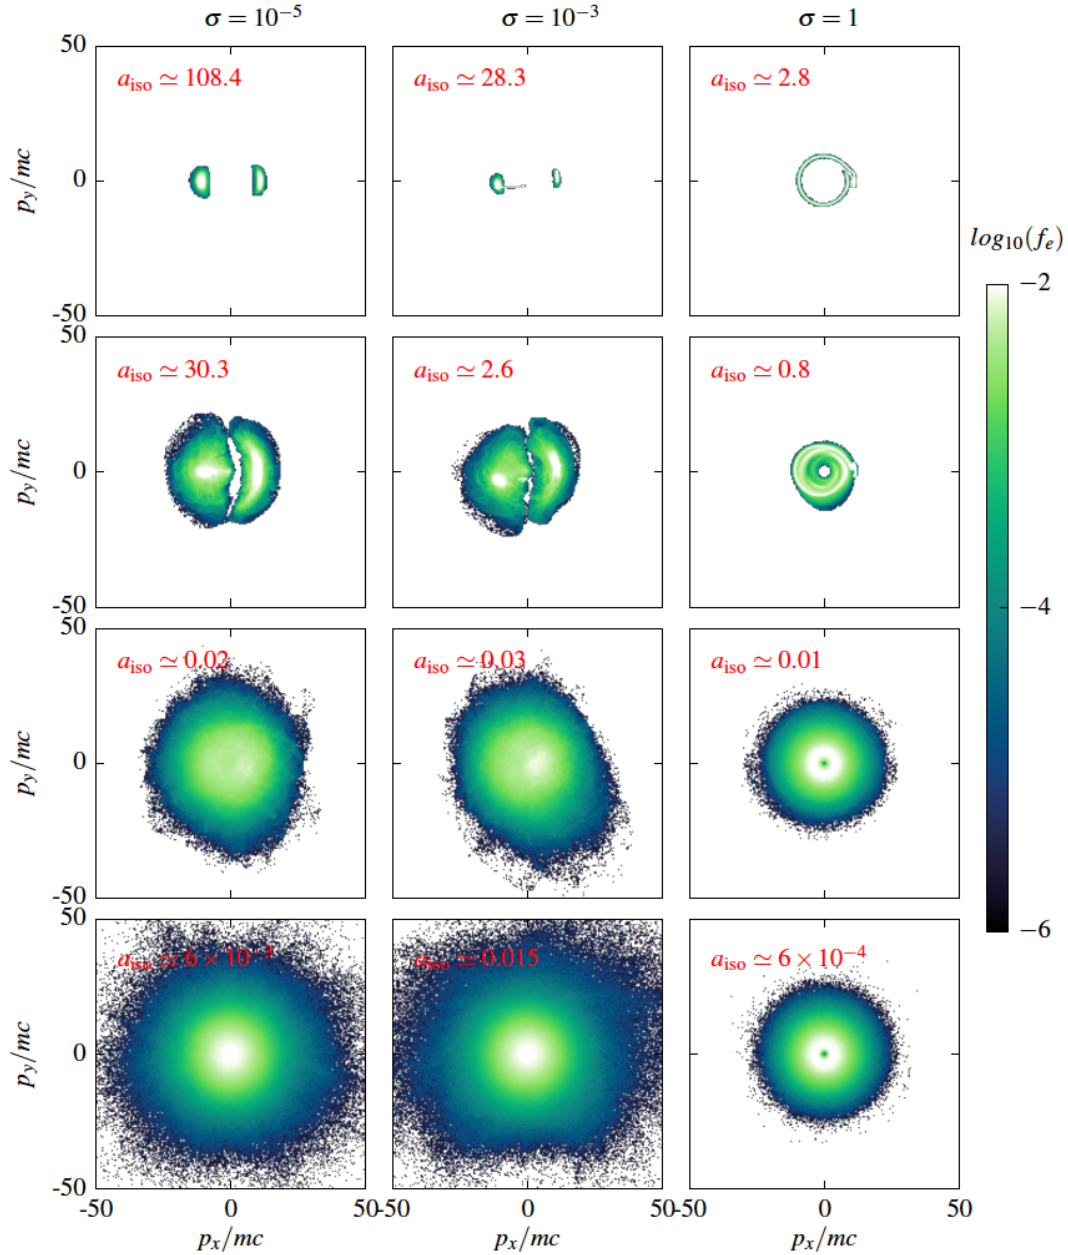 σ = 10⁻⁵ σ = 10⁻³ σ = 1
50
a_iso ≃ 108.4 a_iso ≃ 28.3 a_iso ≃ 2.8
p_y/mc 0
-50
log₁₀(f_e)
−2
50
a_iso ≃ 30.3 a_iso ≃ 2.6 a_iso ≃ 0.8
p_y/mc 0
-50
−4
50
a_iso ≃ 0.02 a_iso ≃ 0.03 a_iso ≃ 0.01
p_y/mc 0
-50
−6
50
a_iso ≃ 6 × 10⁻³ a_iso ≃ 0.015 a_iso ≃ 6 × 10⁻⁴
p_y/mc 0
-50
-50 0 50-50 0 50-50 0 50
p_x/mc p_x/mc p_x/mc